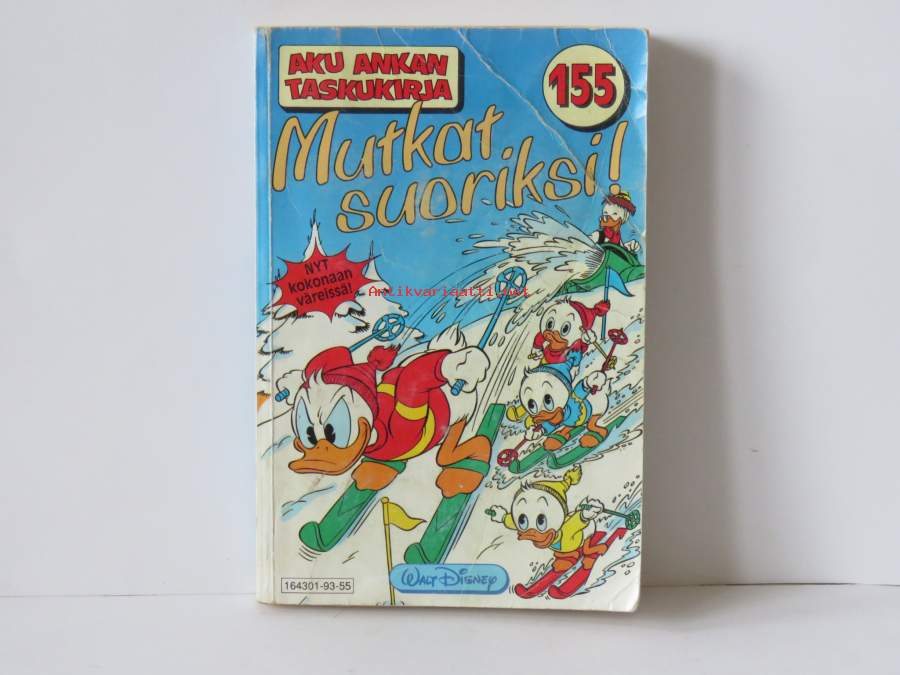 AKU ANKAN
TASKUKIRJA
155
Mutkat
suoriksi!
NYT
kokonaan
väreissä!
Antikvariaatti.net
164301-93-55
WALT DISNEY